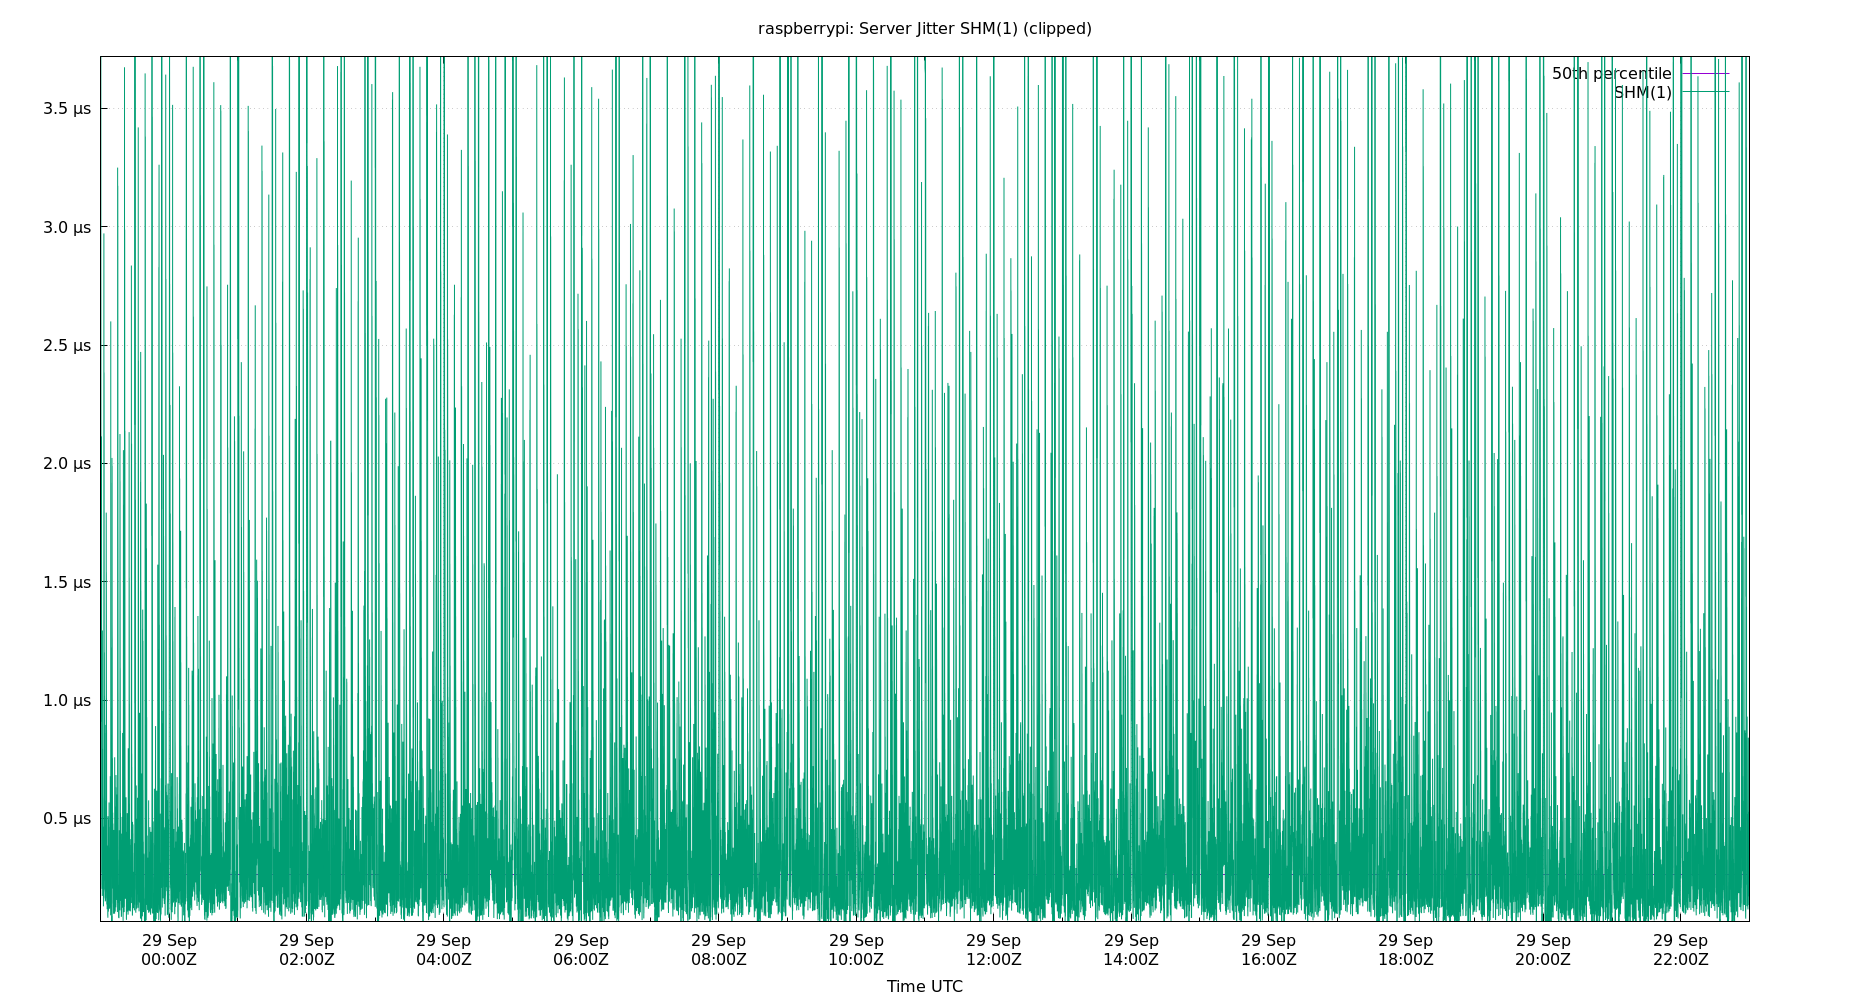 raspberrypi: Server Jitter SHM(1) (clipped)
50th percentile
SHM(1)
3.5 µs
3.0 µs
2.5 µs
2.0 µs
1.5 µs
1.0 µs
0.5 µs
29 Sep 29 Sep 29 Sep 29 Sep 29 Sep 29 Sep 29 Sep 29 Sep 29 Sep 29 Sep 29 Sep 29 Sep
00:00Z 02:00Z 04:00Z 06:00Z 08:00Z 10:00Z 12:00Z 14:00Z 16:00Z 18:00Z 20:00Z 22:00Z
Time UTC